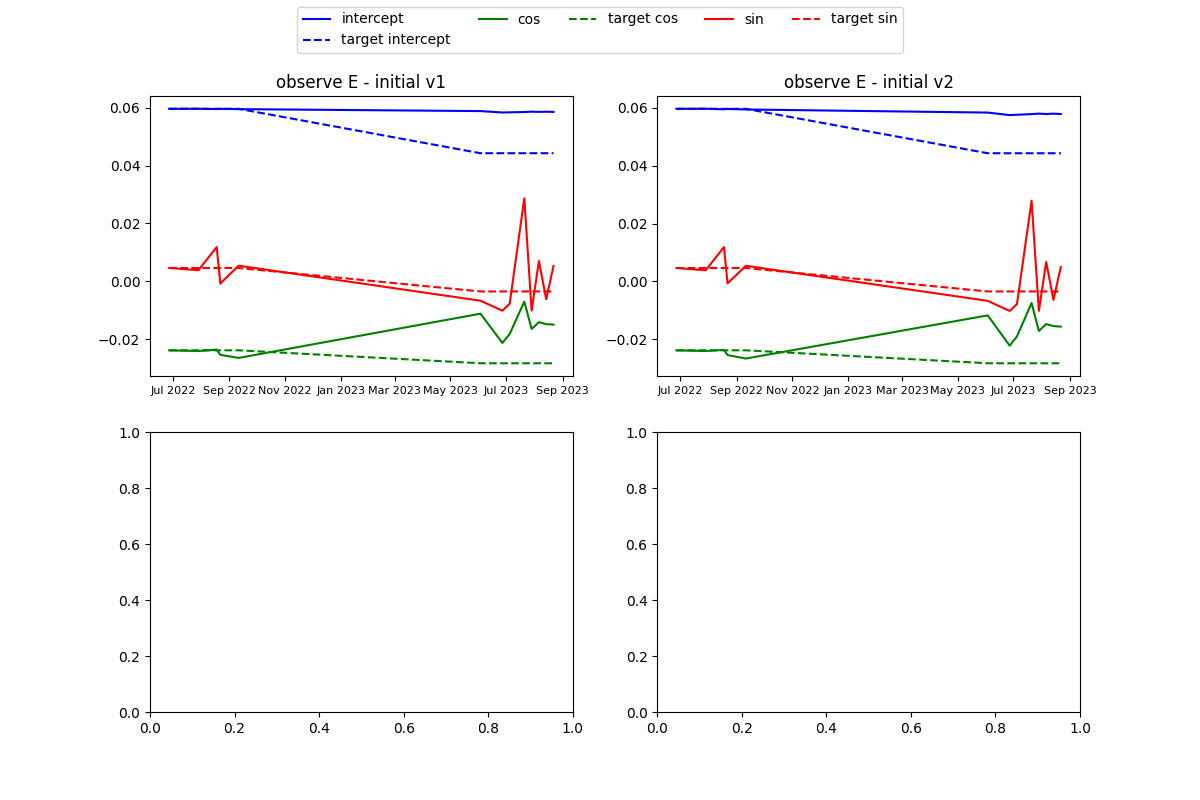 intercept cos target cos sin target sin
target intercept
observe E - initial v1 observe E - initial v2
0.06 0.06
0.04 0.04
0.02 0.02
0.00 0.00
−0.02 −0.02
Jul 2022 Sep 2022 Nov 2022 Jan 2023 Mar 2023 May 2023 Jul 2023 Sep 2023 Jul 2022 Sep 2022 Nov 2022 Jan 2023 Mar 2023 May 2023 Jul 2023 Sep 2023
1.0 1.0
0.8 0.8
0.6 0.6
0.4 0.4
0.2 0.2
0.0 0.0
0.0 0.2 0.4 0.6 0.8 1.0 0.0 0.2 0.4 0.6 0.8 1.0